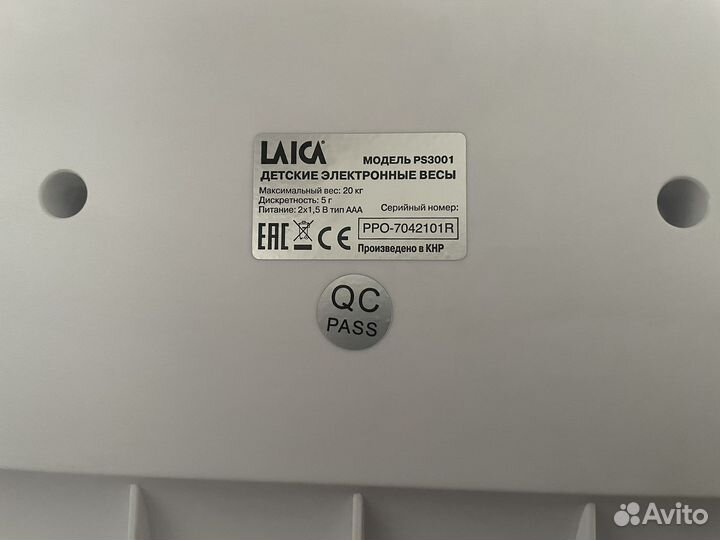 LAICA
МОДЕЛЬ PS3001
ДЕТСКИЕ ЭЛЕКТРОННЫЕ ВЕСЫ
Максимальный вес: 20 кг
Дискретность: 5 г
Питание: 2x1,5 В тип ААА
Серийный номер:
PPO-7042101R
EAC CE
Произведено в КНР
QC
PASS
Avito